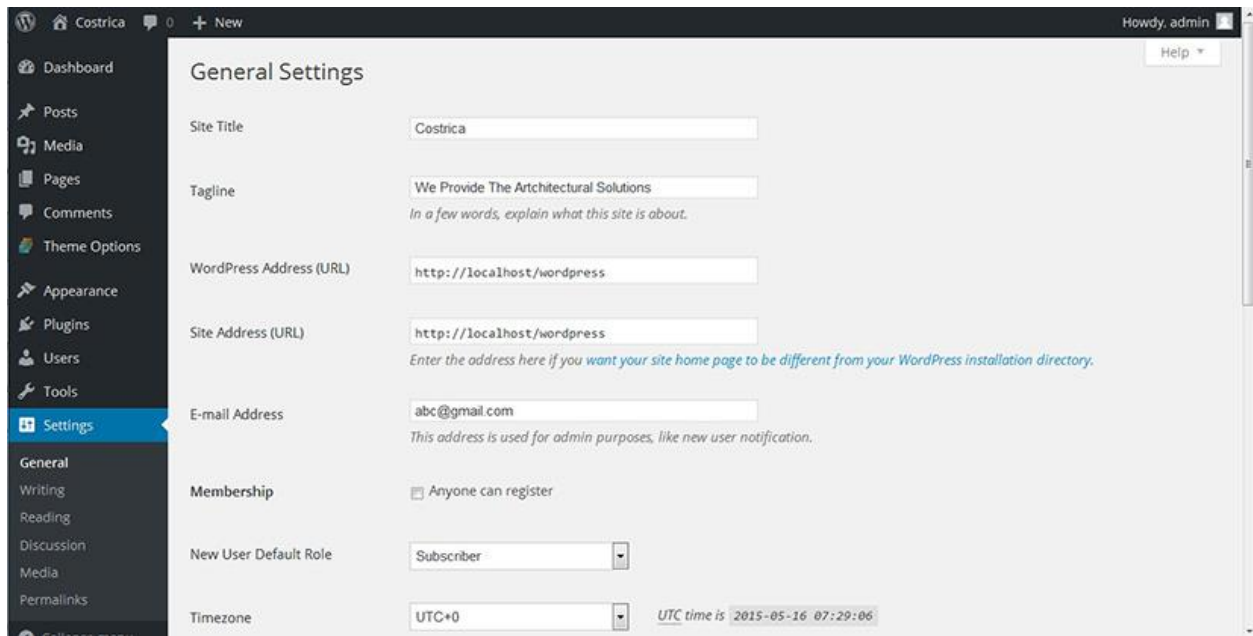 Costrica 0 + New Howdy, admin
Help
Dashboard
Posts
Media
Pages
Comments
Theme Options
Appearance
Plugins
Users
Tools
Settings
General
Writing
Reading
Discussion
Media
Permalinks
Collapse menu
General Settings
Site Title Costrica
Tagline We Provide The Artchitectural Solutions
In a few words, explain what this site is about.
WordPress Address (URL) http://localhost/wordpress
Site Address (URL) http://localhost/wordpress
Enter the address here if you want your site home page to be different from your WordPress installation directory.
E-mail Address abc@gmail.com
This address is used for admin purposes, like new user notification.
Membership Anyone can register
New User Default Role Subscriber
Timezone UTC+0 UTC time is 2015-05-16 07:29:06